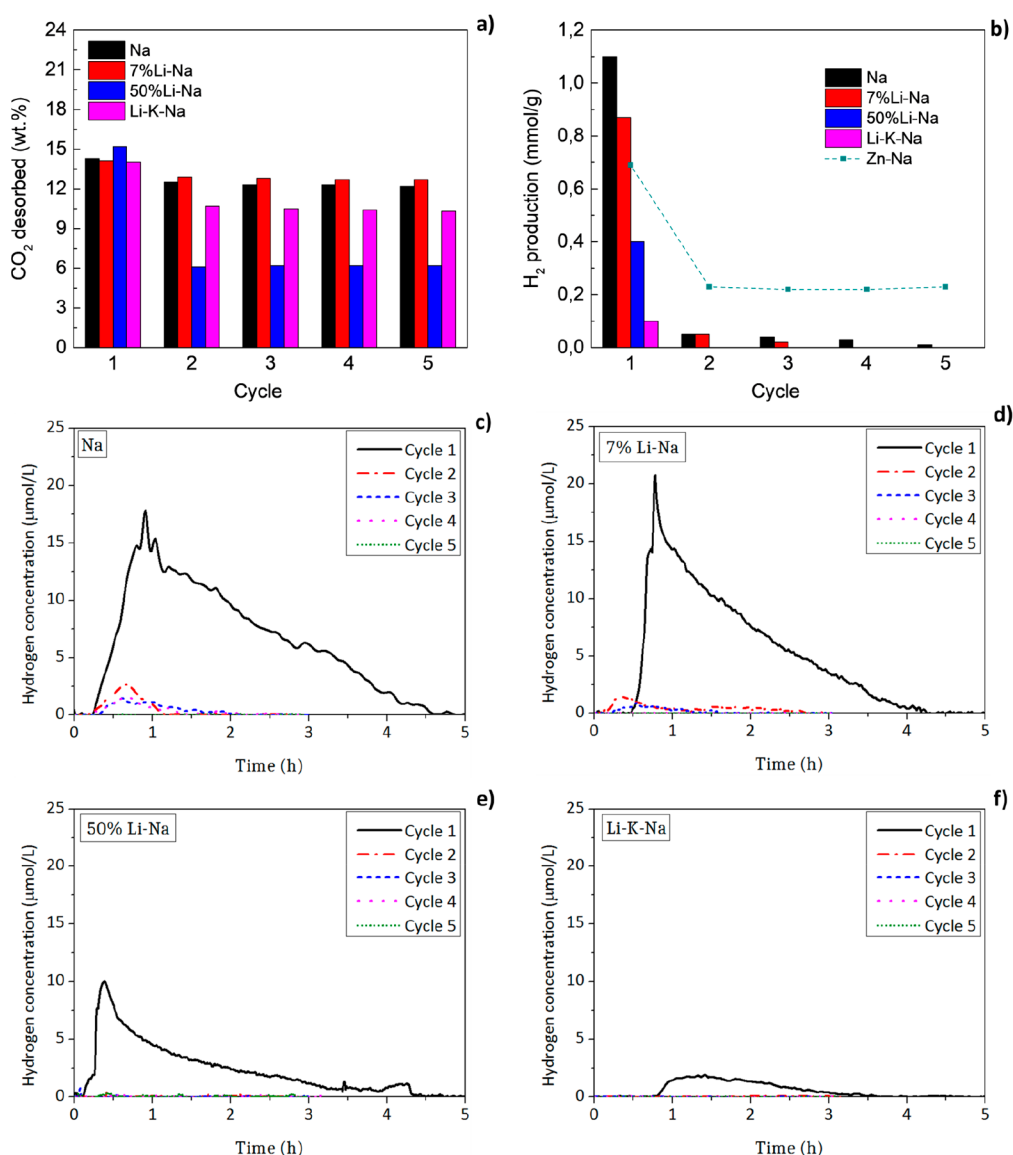 a)
Na
7%Li-Na
50%Li-Na
Li-K-Na
24
21
18
15
12
9
6
3
0
CO2 desorbed (wt.%)
1 2 3 4 5
Cycle
b)
Na
7%Li-Na
50%Li-Na
Li-K-Na
Zn-Na
1,2
1,0
0,8
0,6
0,4
0,2
0,0
H2 production (mmol/g)
1 2 3 4 5
Cycle
c)
Na
Cycle 1
Cycle 2
Cycle 3
Cycle 4
Cycle 5
25
20
15
10
5
0
Hydrogen concentration (µmol/L)
0 1 2 3 4 5
Time (h)
d)
7% Li-Na
Cycle 1
Cycle 2
Cycle 3
Cycle 4
Cycle 5
25
20
15
10
5
0
Hydrogen concentration (µmol/L)
0 1 2 3 4 5
Time (h)
e)
50% Li-Na
Cycle 1
Cycle 2
Cycle 3
Cycle 4
Cycle 5
25
20
15
10
5
0
Hydrogen concentration (µmol/L)
0 1 2 3 4 5
Time (h)
f)
Li-K-Na
Cycle 1
Cycle 2
Cycle 3
Cycle 4
Cycle 5
25
20
15
10
5
0
Hydrogen concentration (µmol/L)
0 1 2 3 4 5
Time (h)